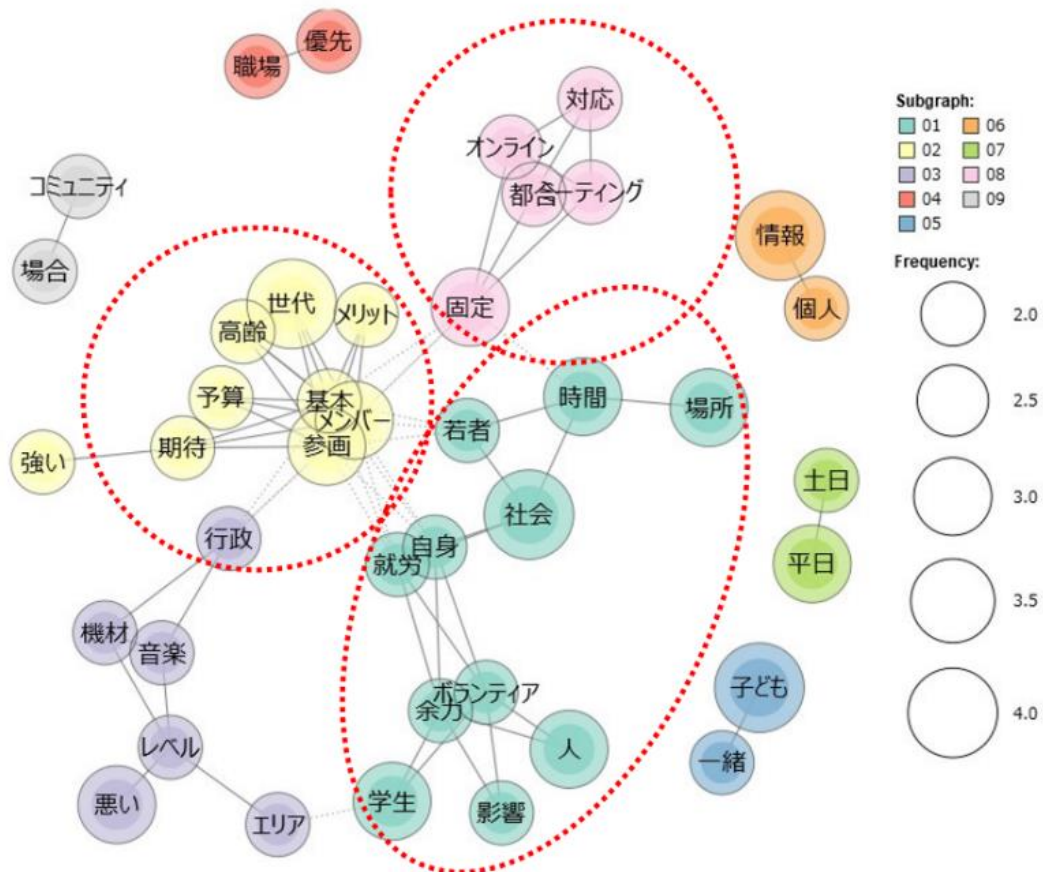 優先
職場
対応
オンライン
都合
ミーティング
コミュニティ
場合
情報
個人
固定
世代
メリット
高齢
予算
基本
メンバー
期待
参画
強い
時間
場所
若者
社会
土日
平日
行政
自身
就労
機材
音楽
ボランティア
余力
人
子ども
一緒
レベル
悪い
エリア
学生
影響
Subgraph:
01 06
02 07
03 08
04 09
05
Frequency:
2.0
2.5
3.0
3.5
4.0